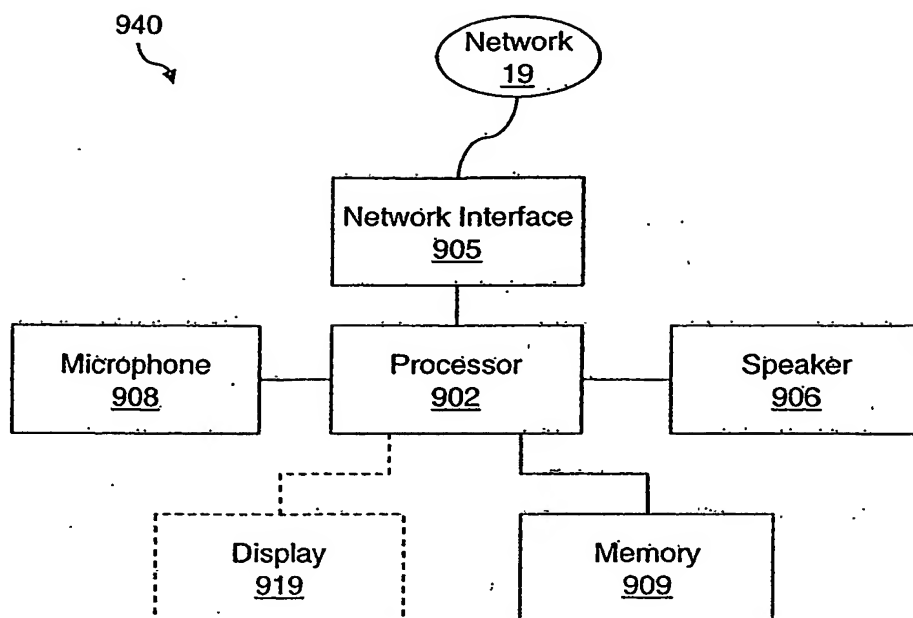 940
Network
19
Network Interface
905
Microphone
908
Processor
902
Speaker
906
Display
919
Memory
909